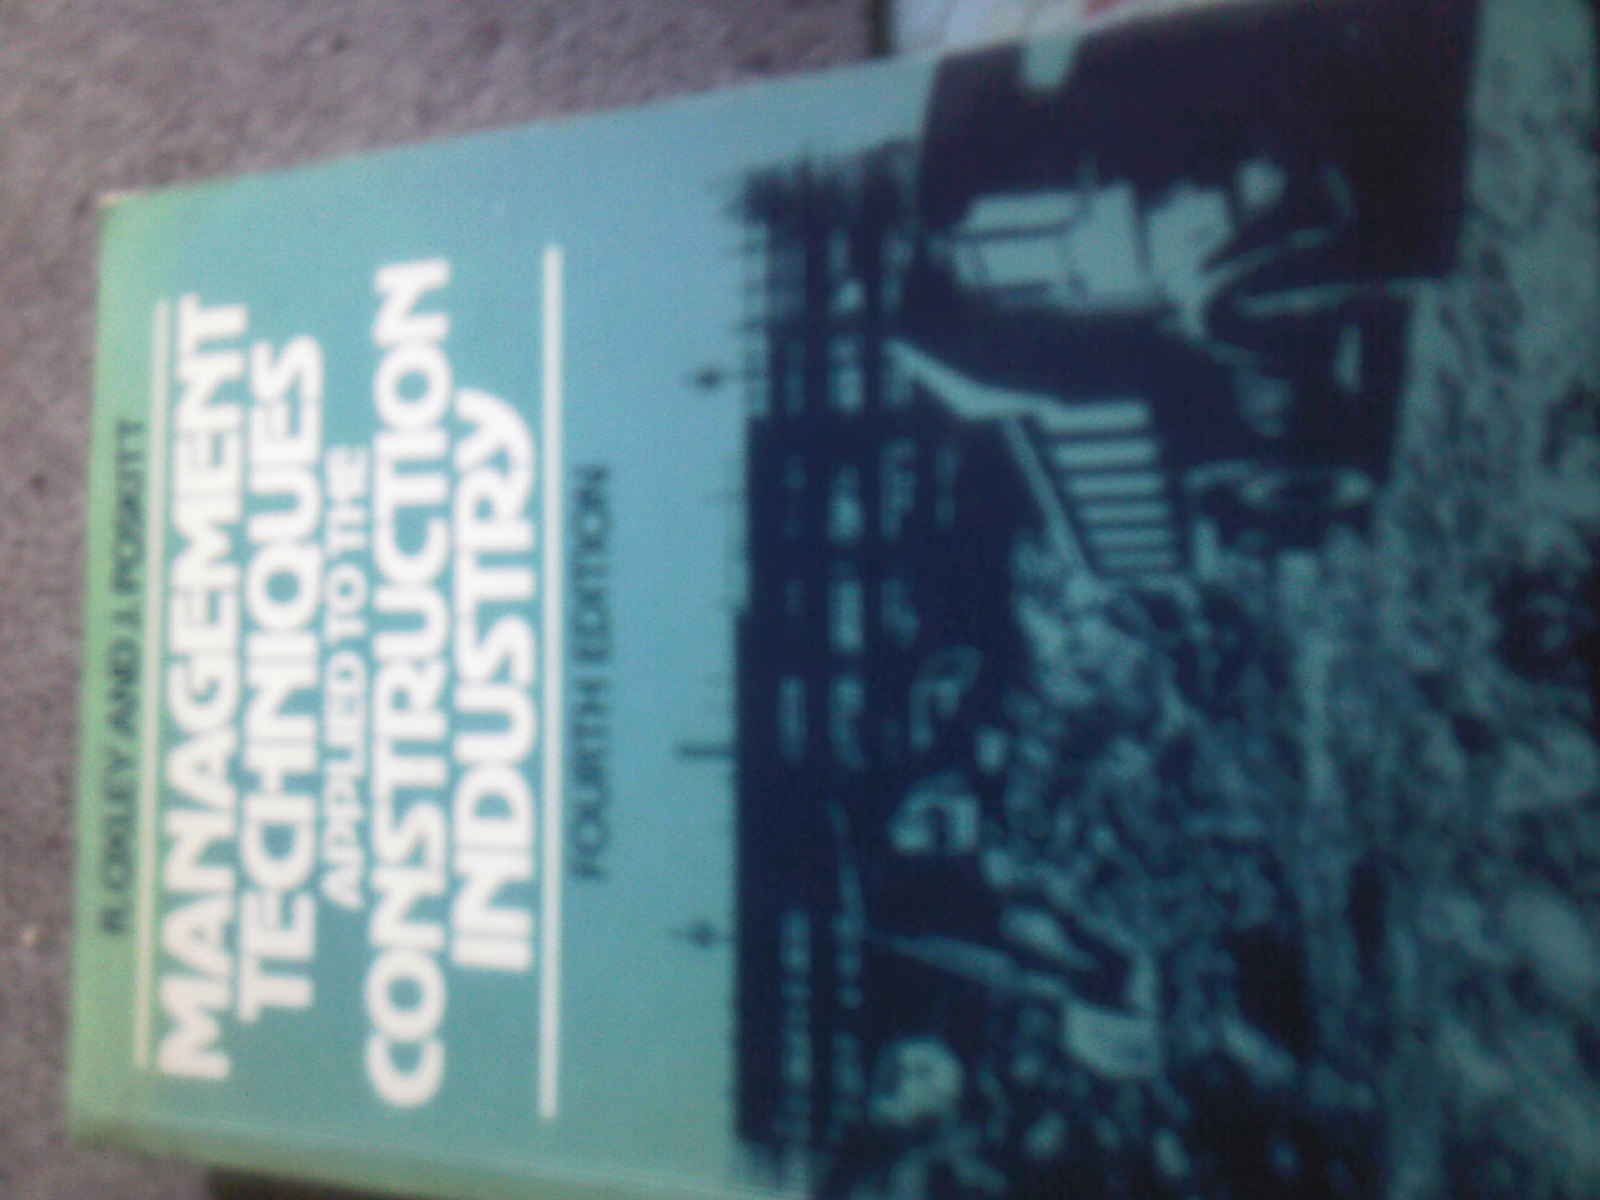 R. OXLEY AND J. POSKITT
MANAGEMENT
TECHNIQUES
APPLIED TO THE
CONSTRUCTION
INDUSTRY
FOURTH EDITION